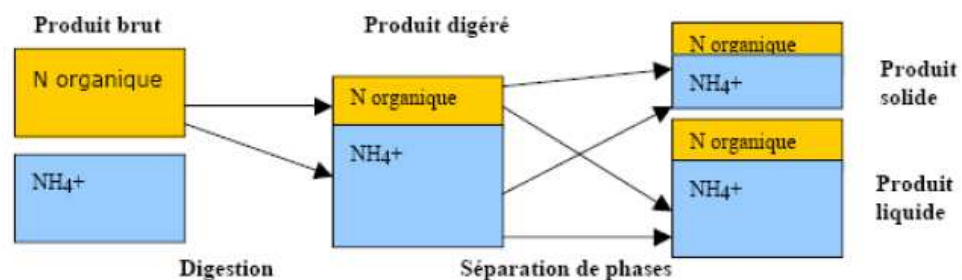 Produit brut
N organique
NH4+
Digestion
Produit digéré
N organique
NH4+
Séparation de phases
N organique
NH4+
Produit
solide
N organique
NH4+
Produit
liquide